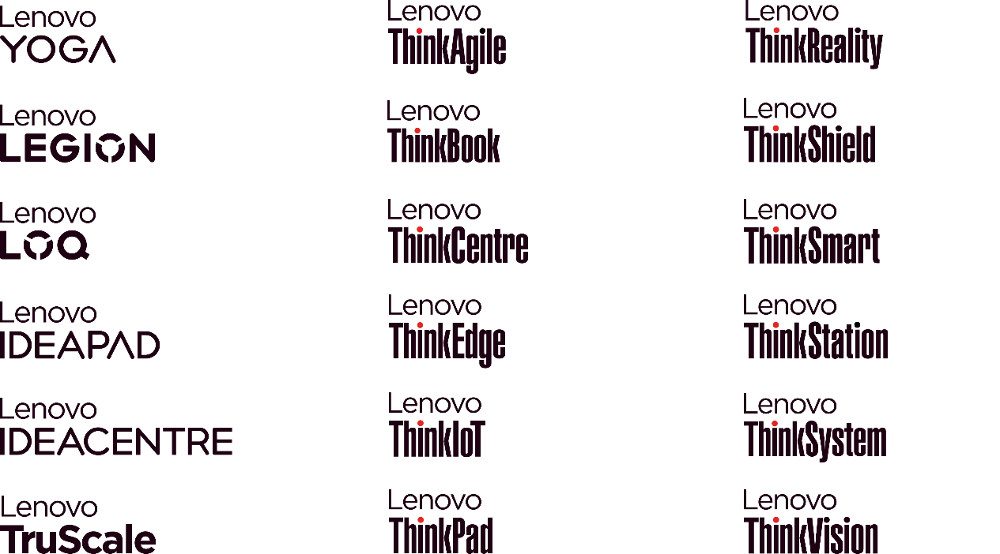 Lenovo
YOGA
Lenovo
LEGION
Lenovo
LOQ
Lenovo
IDEAPAD
Lenovo
IDEACENTRE
Lenovo
TruScale
Lenovo
ThinkAgile
Lenovo
ThinkBook
Lenovo
ThinkCentre
Lenovo
ThinkEdge
Lenovo
ThinkIoT
Lenovo
ThinkPad
Lenovo
ThinkReality
Lenovo
ThinkShield
Lenovo
ThinkSmart
Lenovo
ThinkStation
Lenovo
ThinkSystem
Lenovo
ThinkVision